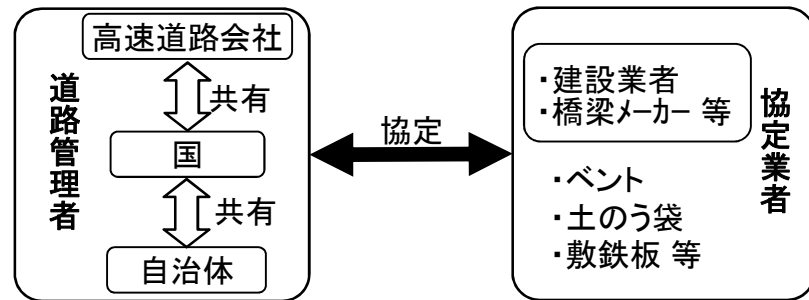 道路管理者
高速道路会社
共有
国
共有
自治体
協定
・建設業者
・橋梁ﾒｰｶｰ 等
・ベント
・土のう袋
・敷鉄板 等
協定業者